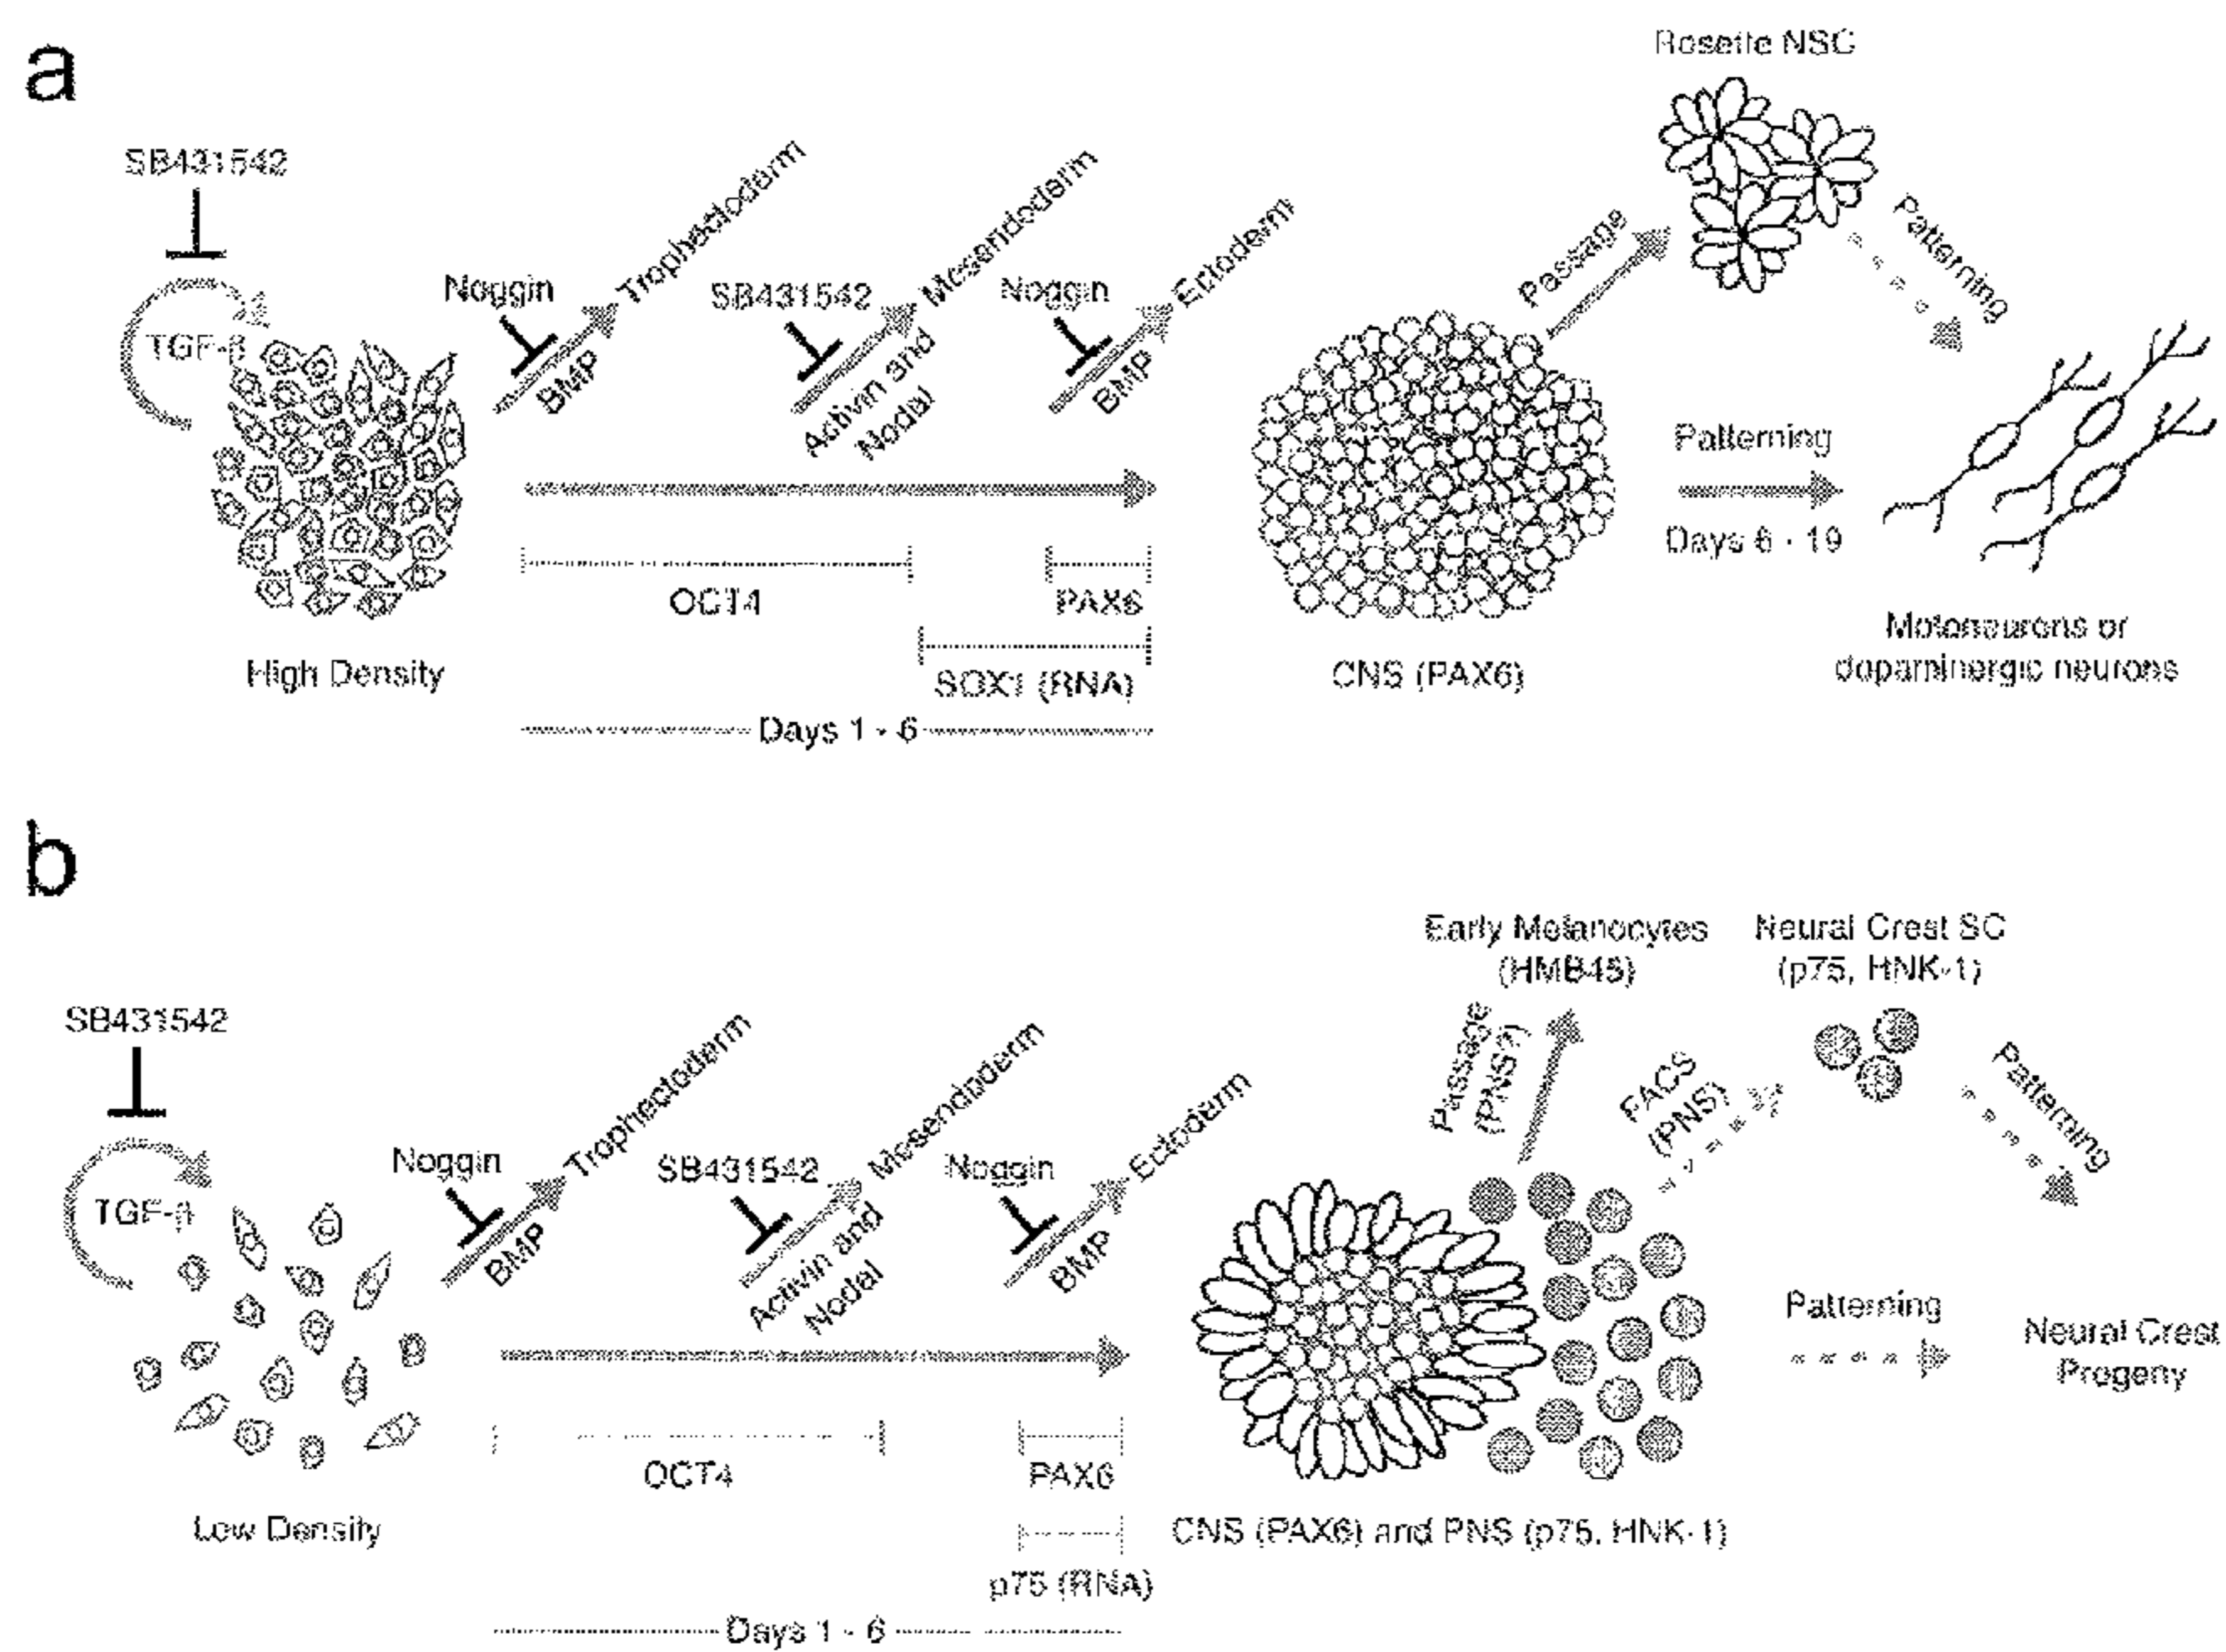 a
Rosette NSC
SB431542
TGF-β
Noggin
BMP
Trophectoderm
SB431542
Activin and
Nodal
Mesendoderm
Noggin
BMP
Ectoderm
Passage
Patterning
Patterning
Days 6 - 19
OCT4
PAX6
SOX1 (RNA)
Days 1 - 6
High Density
CNS (PAX6)
Motoneurons or
dopaminergic neurons
b
Early Melanocytes
(HMB45)
Neural Crest SC
(p75, HNK-1)
SB431542
TGF-β
Noggin
BMP
Trophectoderm
SB431542
Activin and
Nodal
Mesendoderm
Noggin
BMP
Ectoderm
Passage
(PNS?)
FACS
(PNS)
Patterning
Patterning
Neural Crest
Progeny
OCT4
PAX6
p75 (RNA)
Days 1 - 6
Low Density
CNS (PAX6) and PNS (p75, HNK-1)